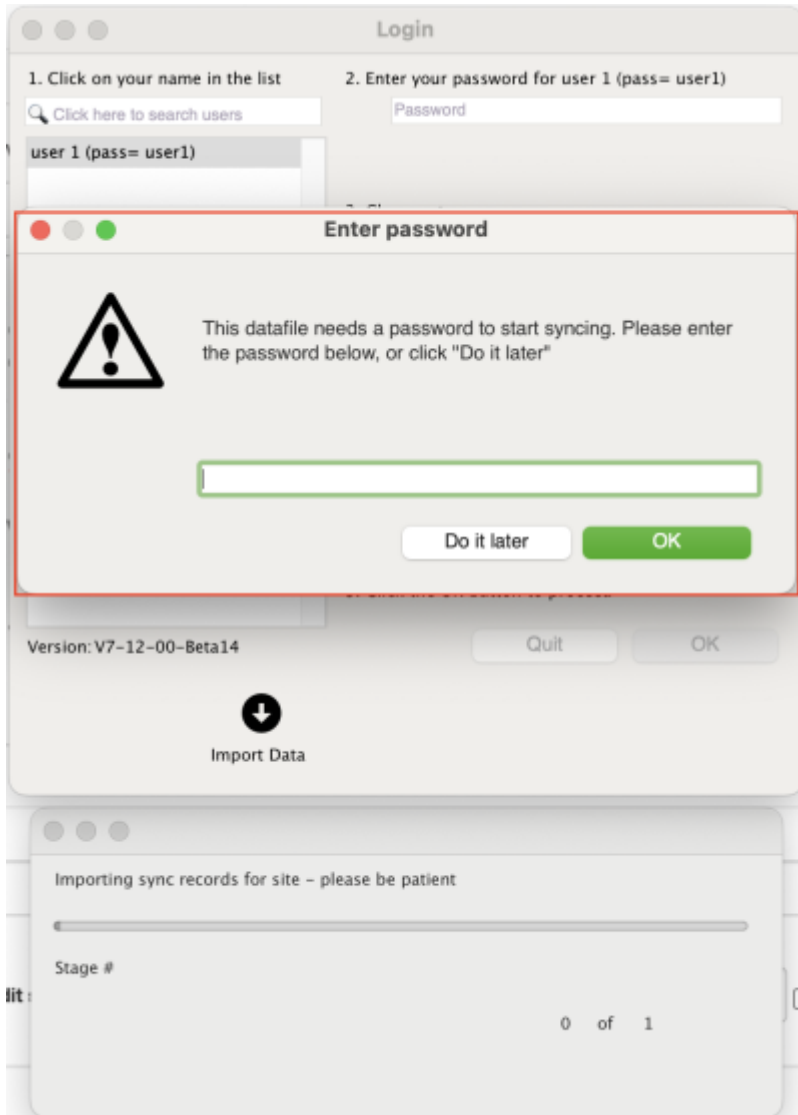 Login
1. Click on your name in the list
2. Enter your password for user 1 (pass= user1)
Click here to search users
Password
user 1 (pass= user1)
Enter password
This datafile needs a password to start syncing. Please enter
the password below, or click "Do it later"
Do it later
OK
Version: V7-12-00-Beta14
Quit
OK
Import Data
Importing sync records for site – please be patient
Stage #
dit
0 of 1